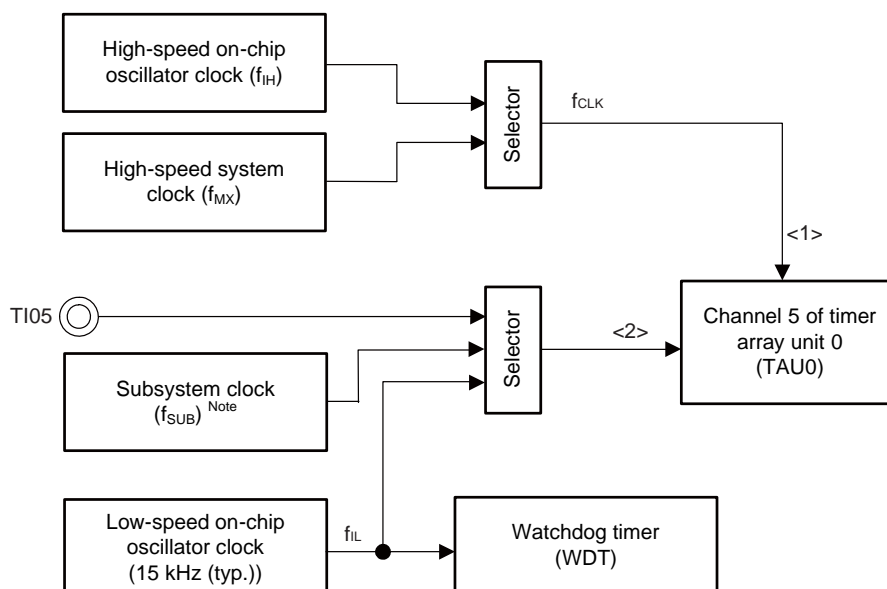 High-speed on-chip
oscillator clock (fIH)
High-speed system
clock (fMX)
Selector
fCLK
<1>
TI05
Subsystem clock
(fSUB) Note
Selector
<2>
Channel 5 of timer
array unit 0
(TAU0)
Low-speed on-chip
oscillator clock
(15 kHz (typ.))
fIL
Watchdog timer
(WDT)